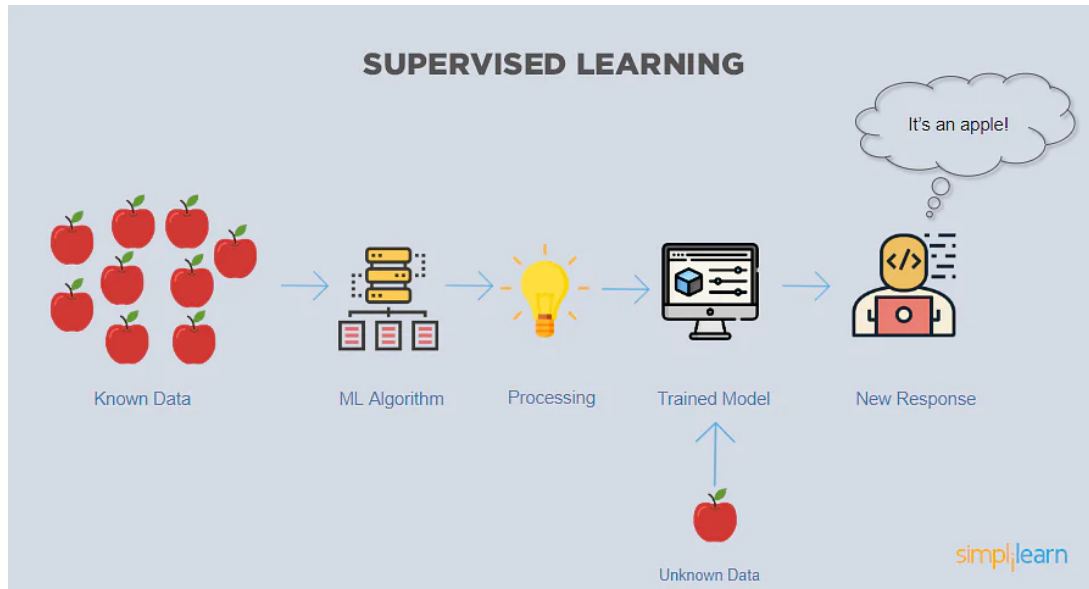 SUPERVISED LEARNING
It's an apple!
</>
Known Data
ML Algorithm
Processing
Trained Model
New Response
Unknown Data
simplilearn